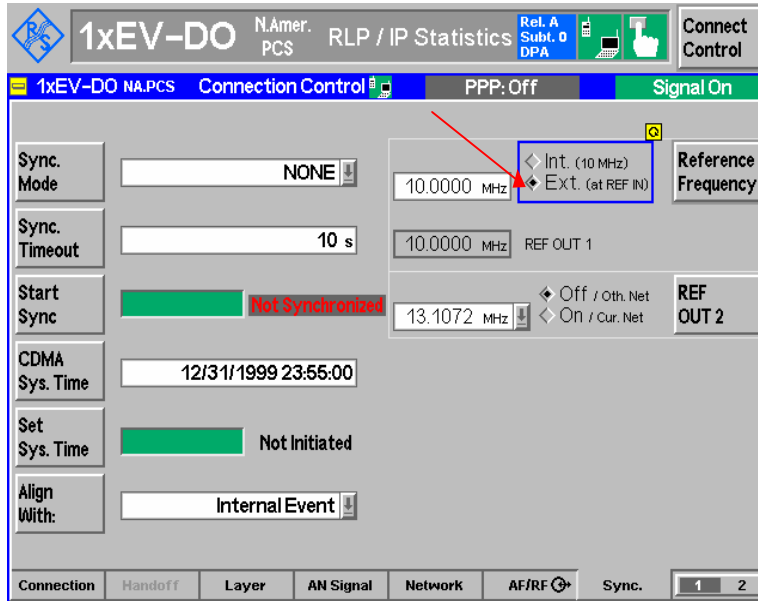 R&S 1xEV-DO N.Amer. PCS RLP / IP Statistics Rel. A Subt. 0 DPA Connect Control
1xEV-DO NA.PCS Connection Control PPP: Off Signal On
Q
Sync. Mode NONE 10.0000 MHz Int. (10 MHz) Reference Frequency
Ext. (at REF IN)
Sync. Timeout 10 s 10.0000 MHz REF OUT 1
Start Sync Not Synchronized 13.1072 MHz Off / Oth. Net REF OUT 2
On / Cur. Net
CDMA Sys. Time 12/31/1999 23:55:00
Set Sys. Time Not Initiated
Align With: Internal Event
Connection Handoff Layer AN Signal Network AF/RF Sync. 1 2